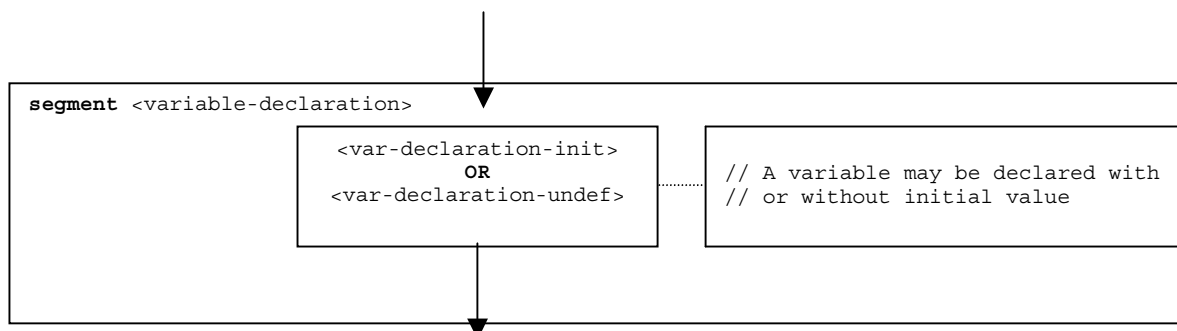 segment <variable-declaration>
<var-declaration-init>
OR
<var-declaration-undef>
// A variable may be declared with
// or without initial value